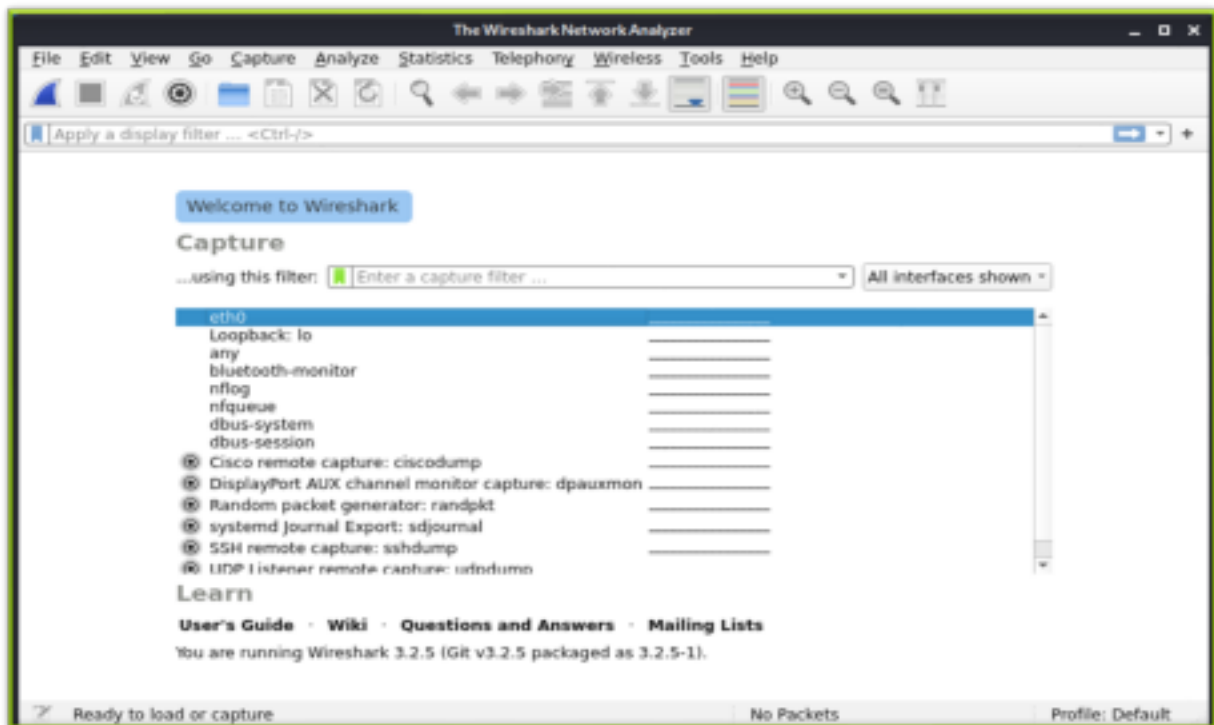 The Wireshark Network Analyzer
File Edit View Go Capture Analyze Statistics Telephony Wireless Tools Help
Apply a display filter ... <Ctrl-/>
Welcome to Wireshark
Capture
...using this filter: Enter a capture filter ... All interfaces shown
eth0
Loopback: lo
any
bluetooth-monitor
nflog
nfqueue
dbus-system
dbus-session
Cisco remote capture: ciscodump
DisplayPort AUX channel monitor capture: dpauxmon
Random packet generator: randpkt
systemd Journal Export: sdjournal
SSH remote capture: sshdump
UDP Listener remote capture: udpdump
Learn
User's Guide · Wiki · Questions and Answers · Mailing Lists
You are running Wireshark 3.2.5 (Git v3.2.5 packaged as 3.2.5-1).
Ready to load or capture No Packets Profile: Default